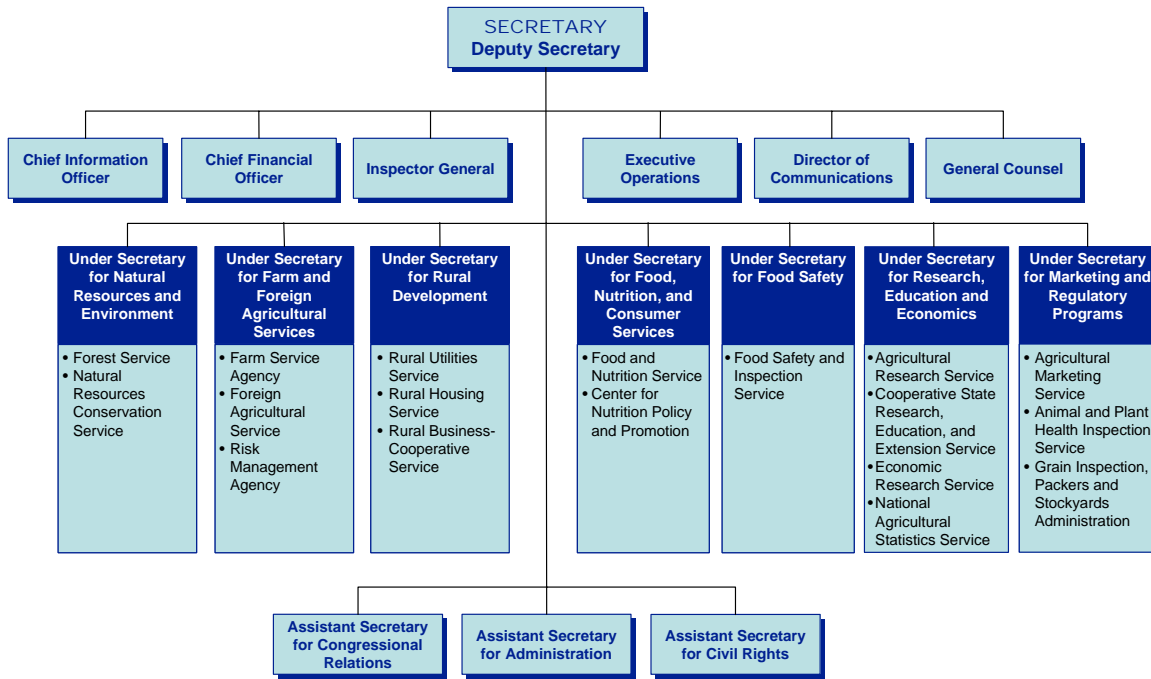 SECRETARY
Deputy Secretary
Chief Information
Officer
Chief Financial
Officer
Inspector General
Executive
Operations
Director of
Communications
General Counsel
Under Secretary
for Natural
Resources and
Environment
• Forest Service
• Natural
Resources
Conservation
Service
Under Secretary
for Farm and
Foreign
Agricultural
Services
• Farm Service
Agency
• Foreign
Agricultural
Service
• Risk
Management
Agency
Under Secretary
for Rural
Development
• Rural Utilities
Service
• Rural Housing
Service
• Rural Business-
Cooperative
Service
Under Secretary
for Food,
Nutrition, and
Consumer
Services
• Food and
Nutrition Service
• Center for
Nutrition Policy
and Promotion
Under Secretary
for Food Safety
• Food Safety and
Inspection
Service
Under Secretary
for Research,
Education and
Economics
• Agricultural
Research Service
• Cooperative State
Research,
Education, and
Extension Service
• Economic
Research Service
• National
Agricultural
Statistics Service
Under Secretary
for Marketing and
Regulatory
Programs
• Agricultural
Marketing
Service
• Animal and Plant
Health Inspection
Service
• Grain Inspection,
Packers and
Stockyards
Administration
Assistant Secretary
for Congressional
Relations
Assistant Secretary
for Administration
Assistant Secretary
for Civil Rights